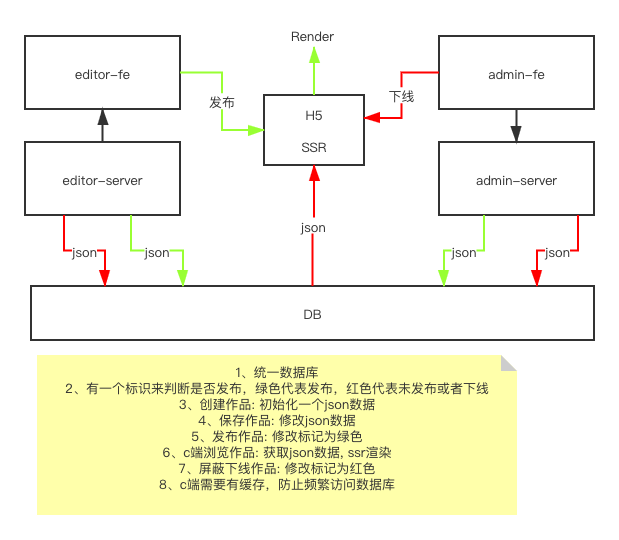 Render
editor-fe
admin-fe
发布
下线
H5
SSR
editor-server
admin-server
json
json
json
json
json
DB
1、统一数据库
2、有一个标识来判断是否发布，绿色代表发布，红色代表未发布或者下线
3、创建作品: 初始化一个json数据
4、保存作品: 修改json数据
5、发布作品: 修改标记为绿色
6、c端浏览作品: 获取json数据, ssr渲染
7、屏蔽下线作品: 修改标记为红色
8、c端需要有缓存，防止频繁访问数据库